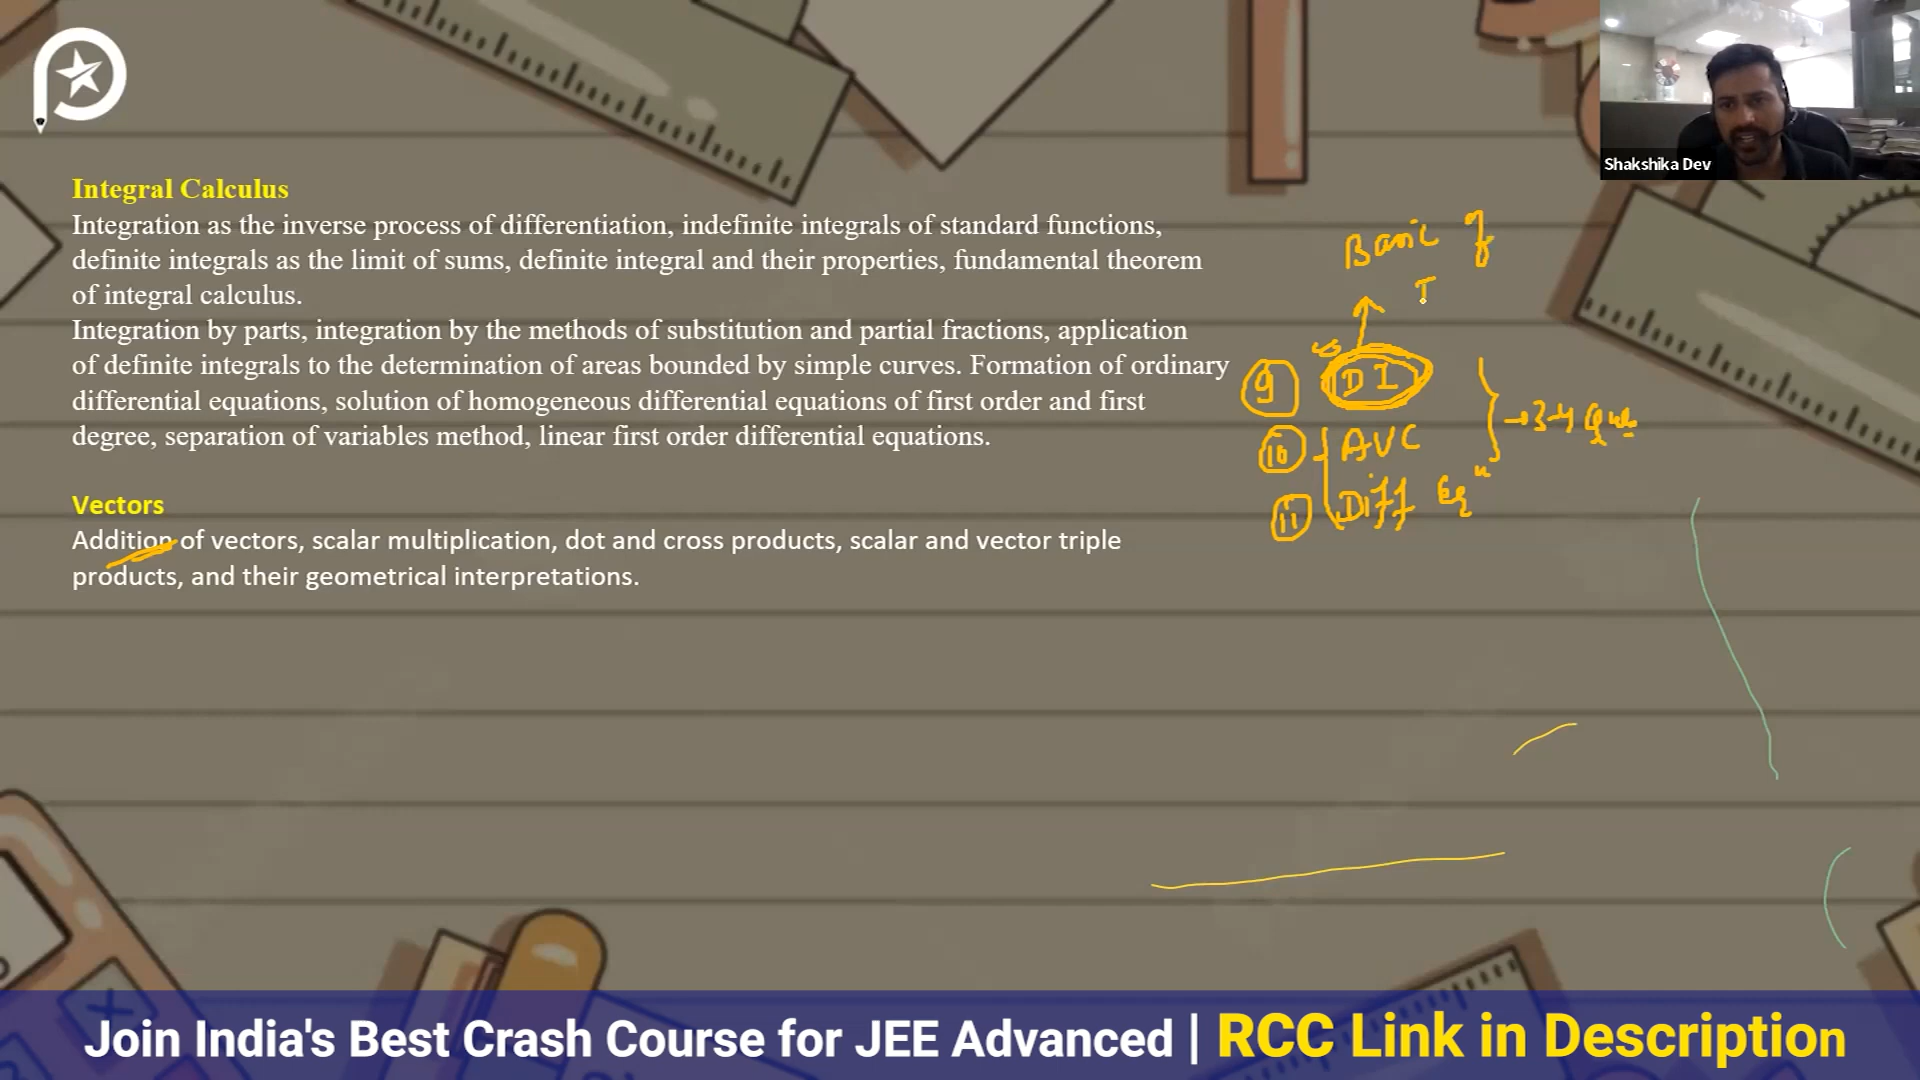 Shakshika Dev
Integral Calculus
Integration as the inverse process of differentiation, indefinite integrals of standard functions,
definite integrals as the limit of sums, definite integral and their properties, fundamental theorem
of integral calculus.
Integration by parts, integration by the methods of substitution and partial fractions, application
of definite integrals to the determination of areas bounded by simple curves. Formation of ordinary
differential equations, solution of homogeneous differential equations of first order and first
degree, separation of variables method, linear first order differential equations.
Vectors
Addition of vectors, scalar multiplication, dot and cross products, scalar and vector triple
products, and their geometrical interpretations.
Basic of
I
9 DI
10 AVC
→3-4 Que
11 Diff Eqn
Join India's Best Crash Course for JEE Advanced | RCC Link in Description